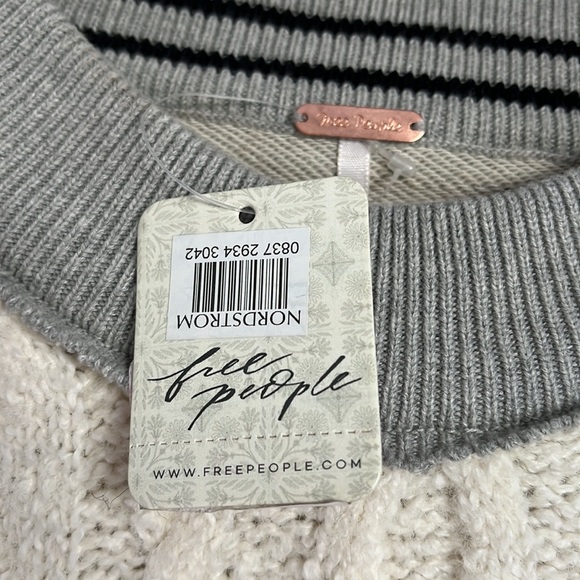 free people
0837 2934 3042
NORDSTROM
free
people
WWW.FREEPEOPLE.COM